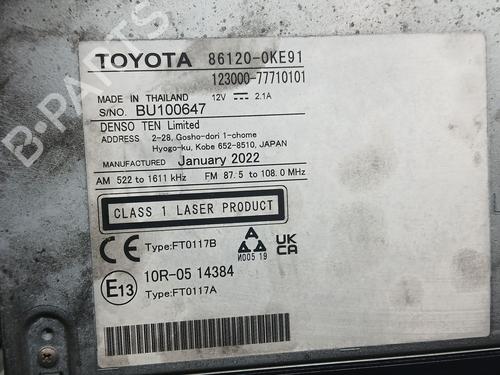 TOYOTA 86120-0KE91
123000-77710101
MADE IN THAILAND 12V 2.1A
S/NO. BU100647
DENSO TEN Limited
ADDRESS 2-28, Gosho-dori 1-chome
Hyogo-ku, Kobe 652-8510, JAPAN
MANUFACTURED January 2022
AM 522 to 1611 kHz FM 87.5 to 108.0 MHz
CLASS 1 LASER PRODUCT
CE Type:FT0117B
И005 19
UK
CA
E13 10R-05 14384
Type:FT0117A
B-PARTS